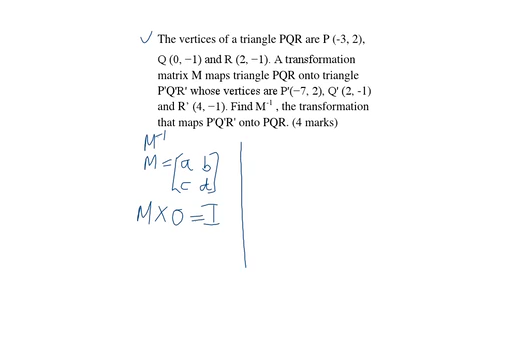 The vertices of a triangle PQR are P (-3, 2),
Q (0, −1) and R (2, −1). A transformation
matrix M maps triangle PQR onto triangle
P'Q'R' whose vertices are P'(−7, 2), Q' (2, -1)
and R’ (4, −1). Find M⁻¹ , the transformation
that maps P'Q'R' onto PQR. (4 marks)
M⁻¹
M = [a b
c d]
M × O = I